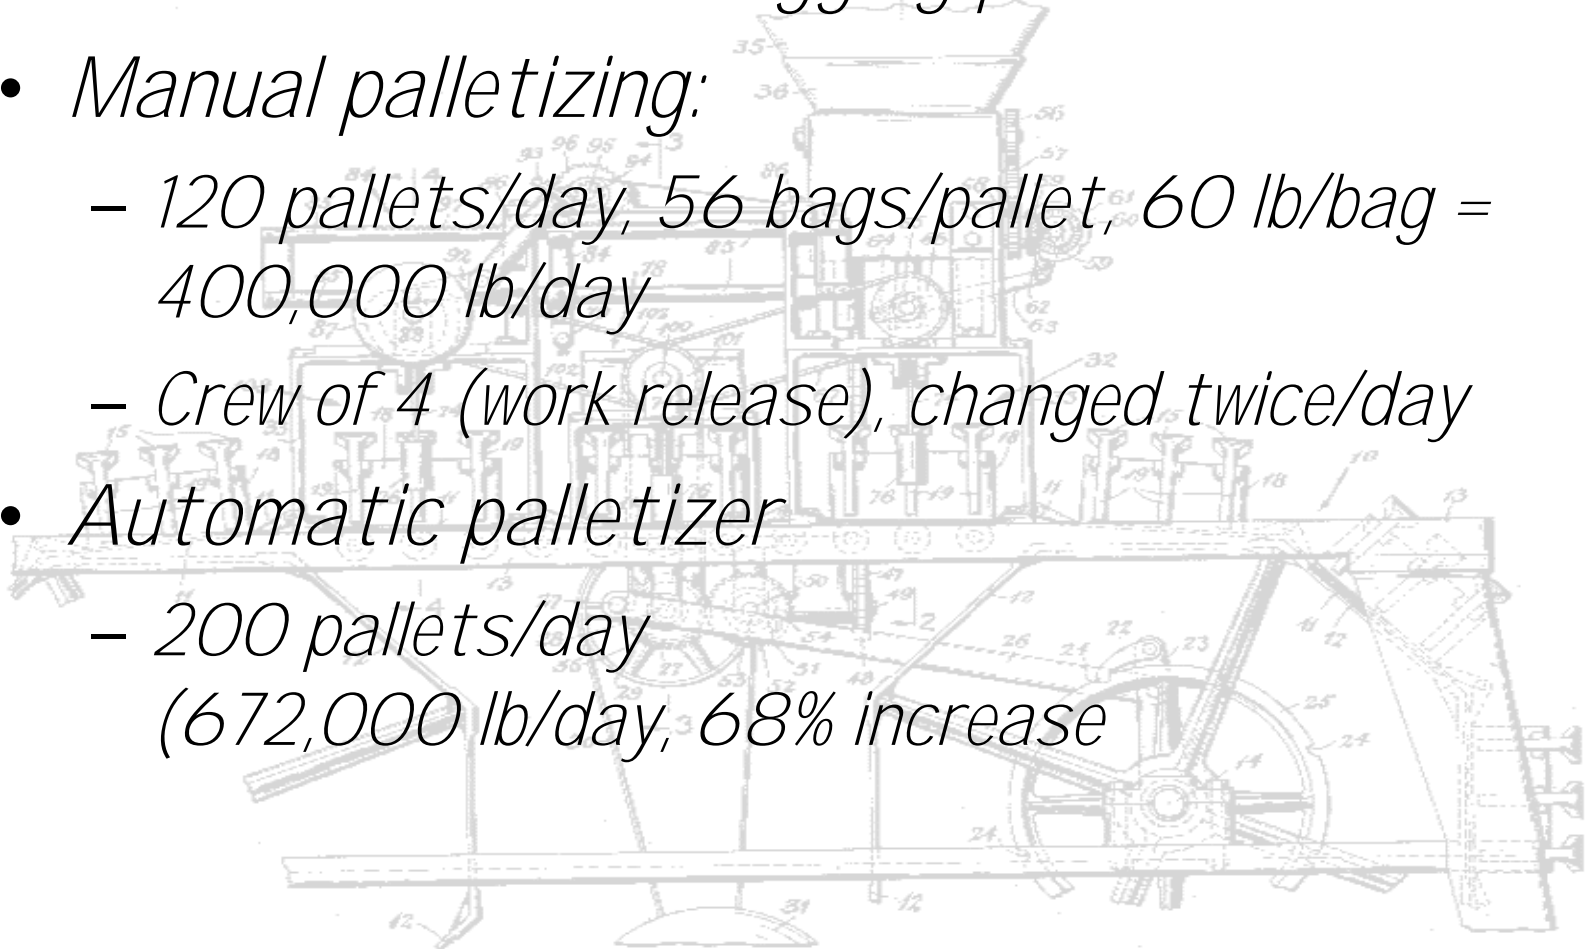 • Manual palletizing:
– 120 pallets/day, 56 bags/pallet, 60 lb/bag =
400,000 lb/day
– Crew of 4 (work release), changed twice/day
• Automatic palletizer
– 200 pallets/day
(672,000 lb/day, 68% increase